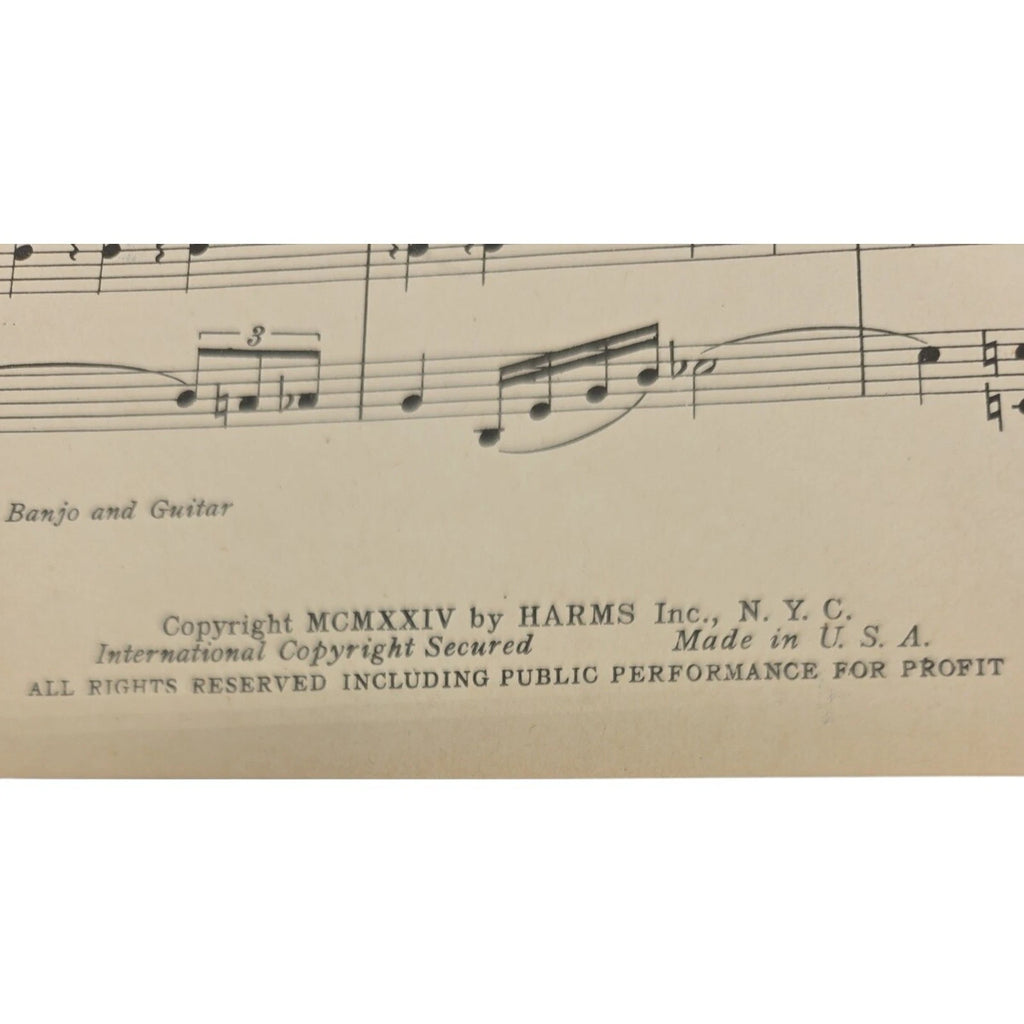 3
Banjo and Guitar
Copyright MCMXXIV by HARMS Inc., N. Y. C.
International Copyright Secured Made in U. S. A.
ALL RIGHTS RESERVED INCLUDING PUBLIC PERFORMANCE FOR PROFIT